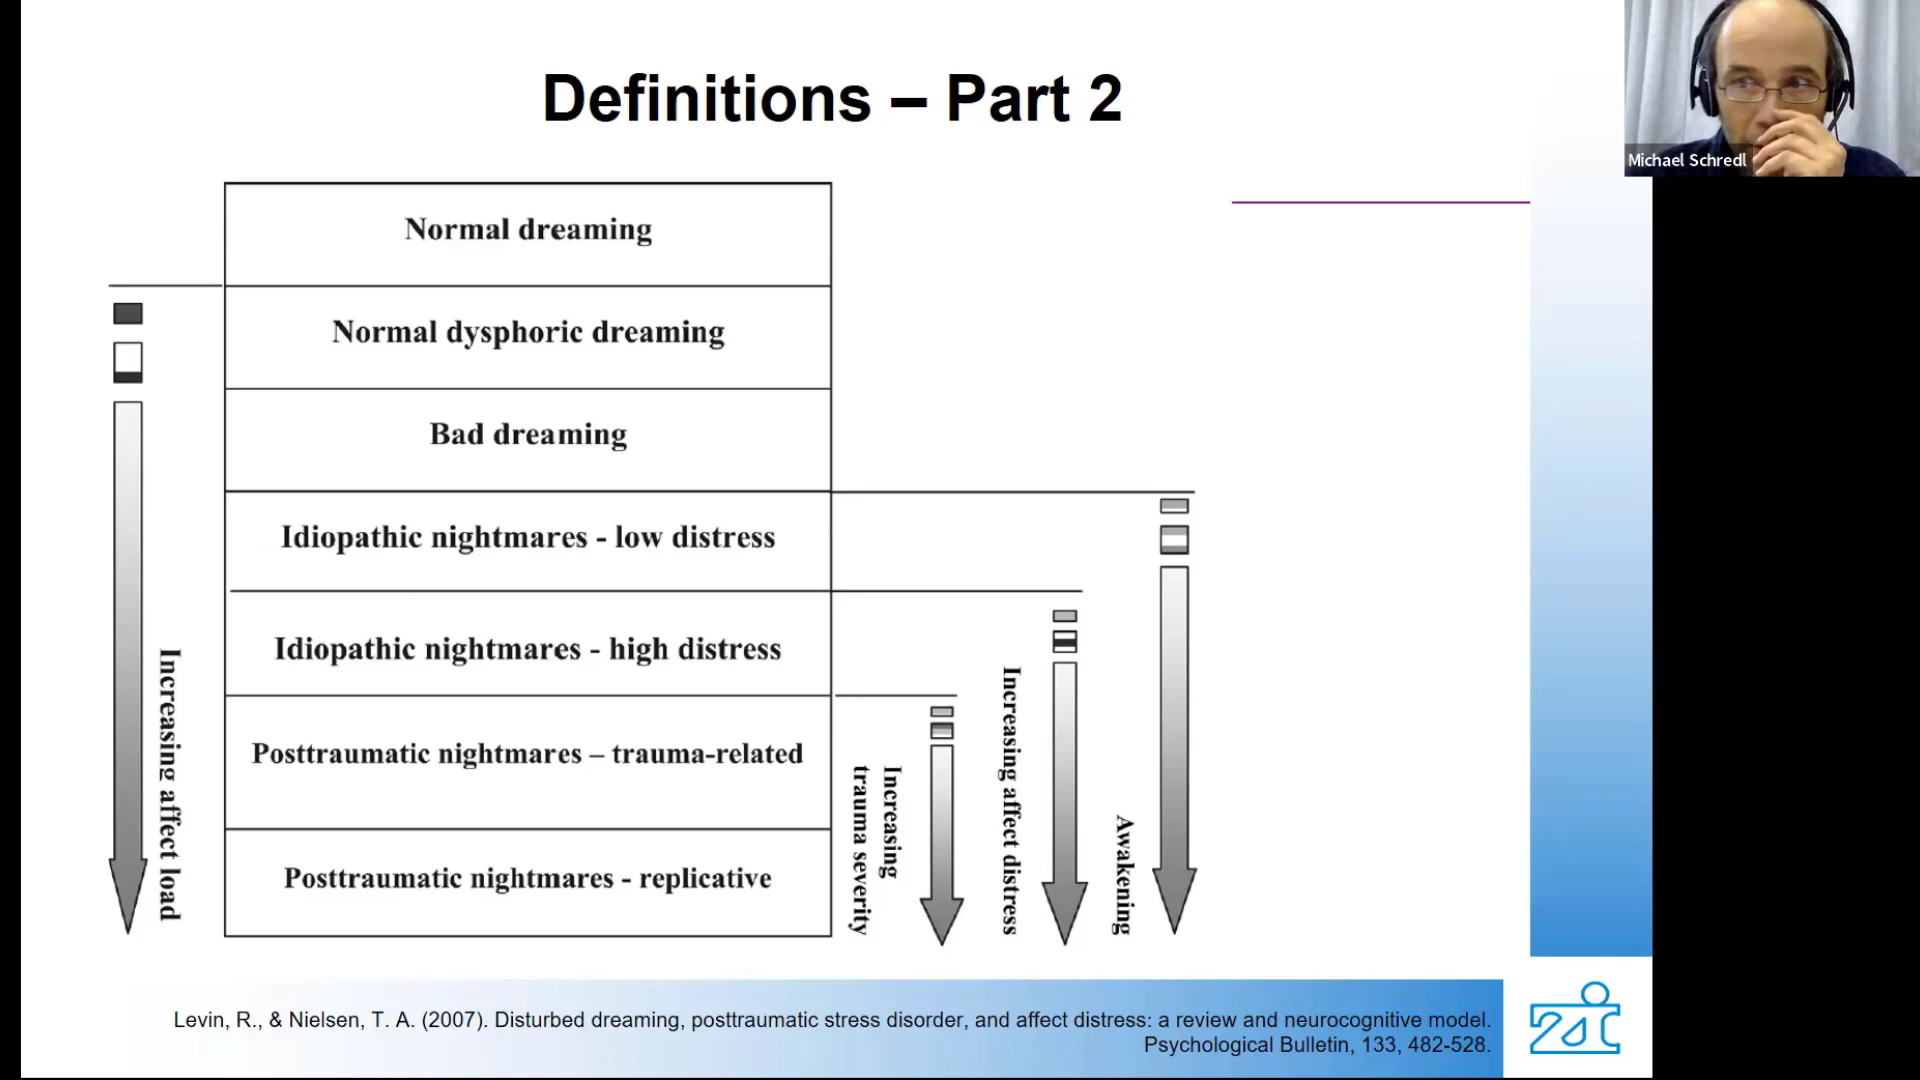 Definitions – Part 2
Michael Schredl
Normal dreaming
Normal dysphoric dreaming
Bad dreaming
Idiopathic nightmares - low distress
Idiopathic nightmares - high distress
Posttraumatic nightmares – trauma-related
Posttraumatic nightmares - replicative
Increasing affect load
Increasing
trauma severity
Increasing affect distress
Awakening
Levin, R., & Nielsen, T. A. (2007). Disturbed dreaming, posttraumatic stress disorder, and affect distress: a review and neurocognitive model.
Psychological Bulletin, 133, 482-528.
zsi